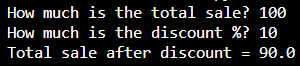 How much is the total sale? 100
How much is the discount %? 10
Total sale after discount = 90.0